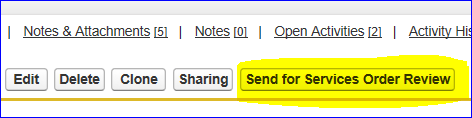 | Notes & Attachments [5] | Notes [0] | Open Activities [2] | Activity His
Edit Delete Clone Sharing Send for Services Order Review